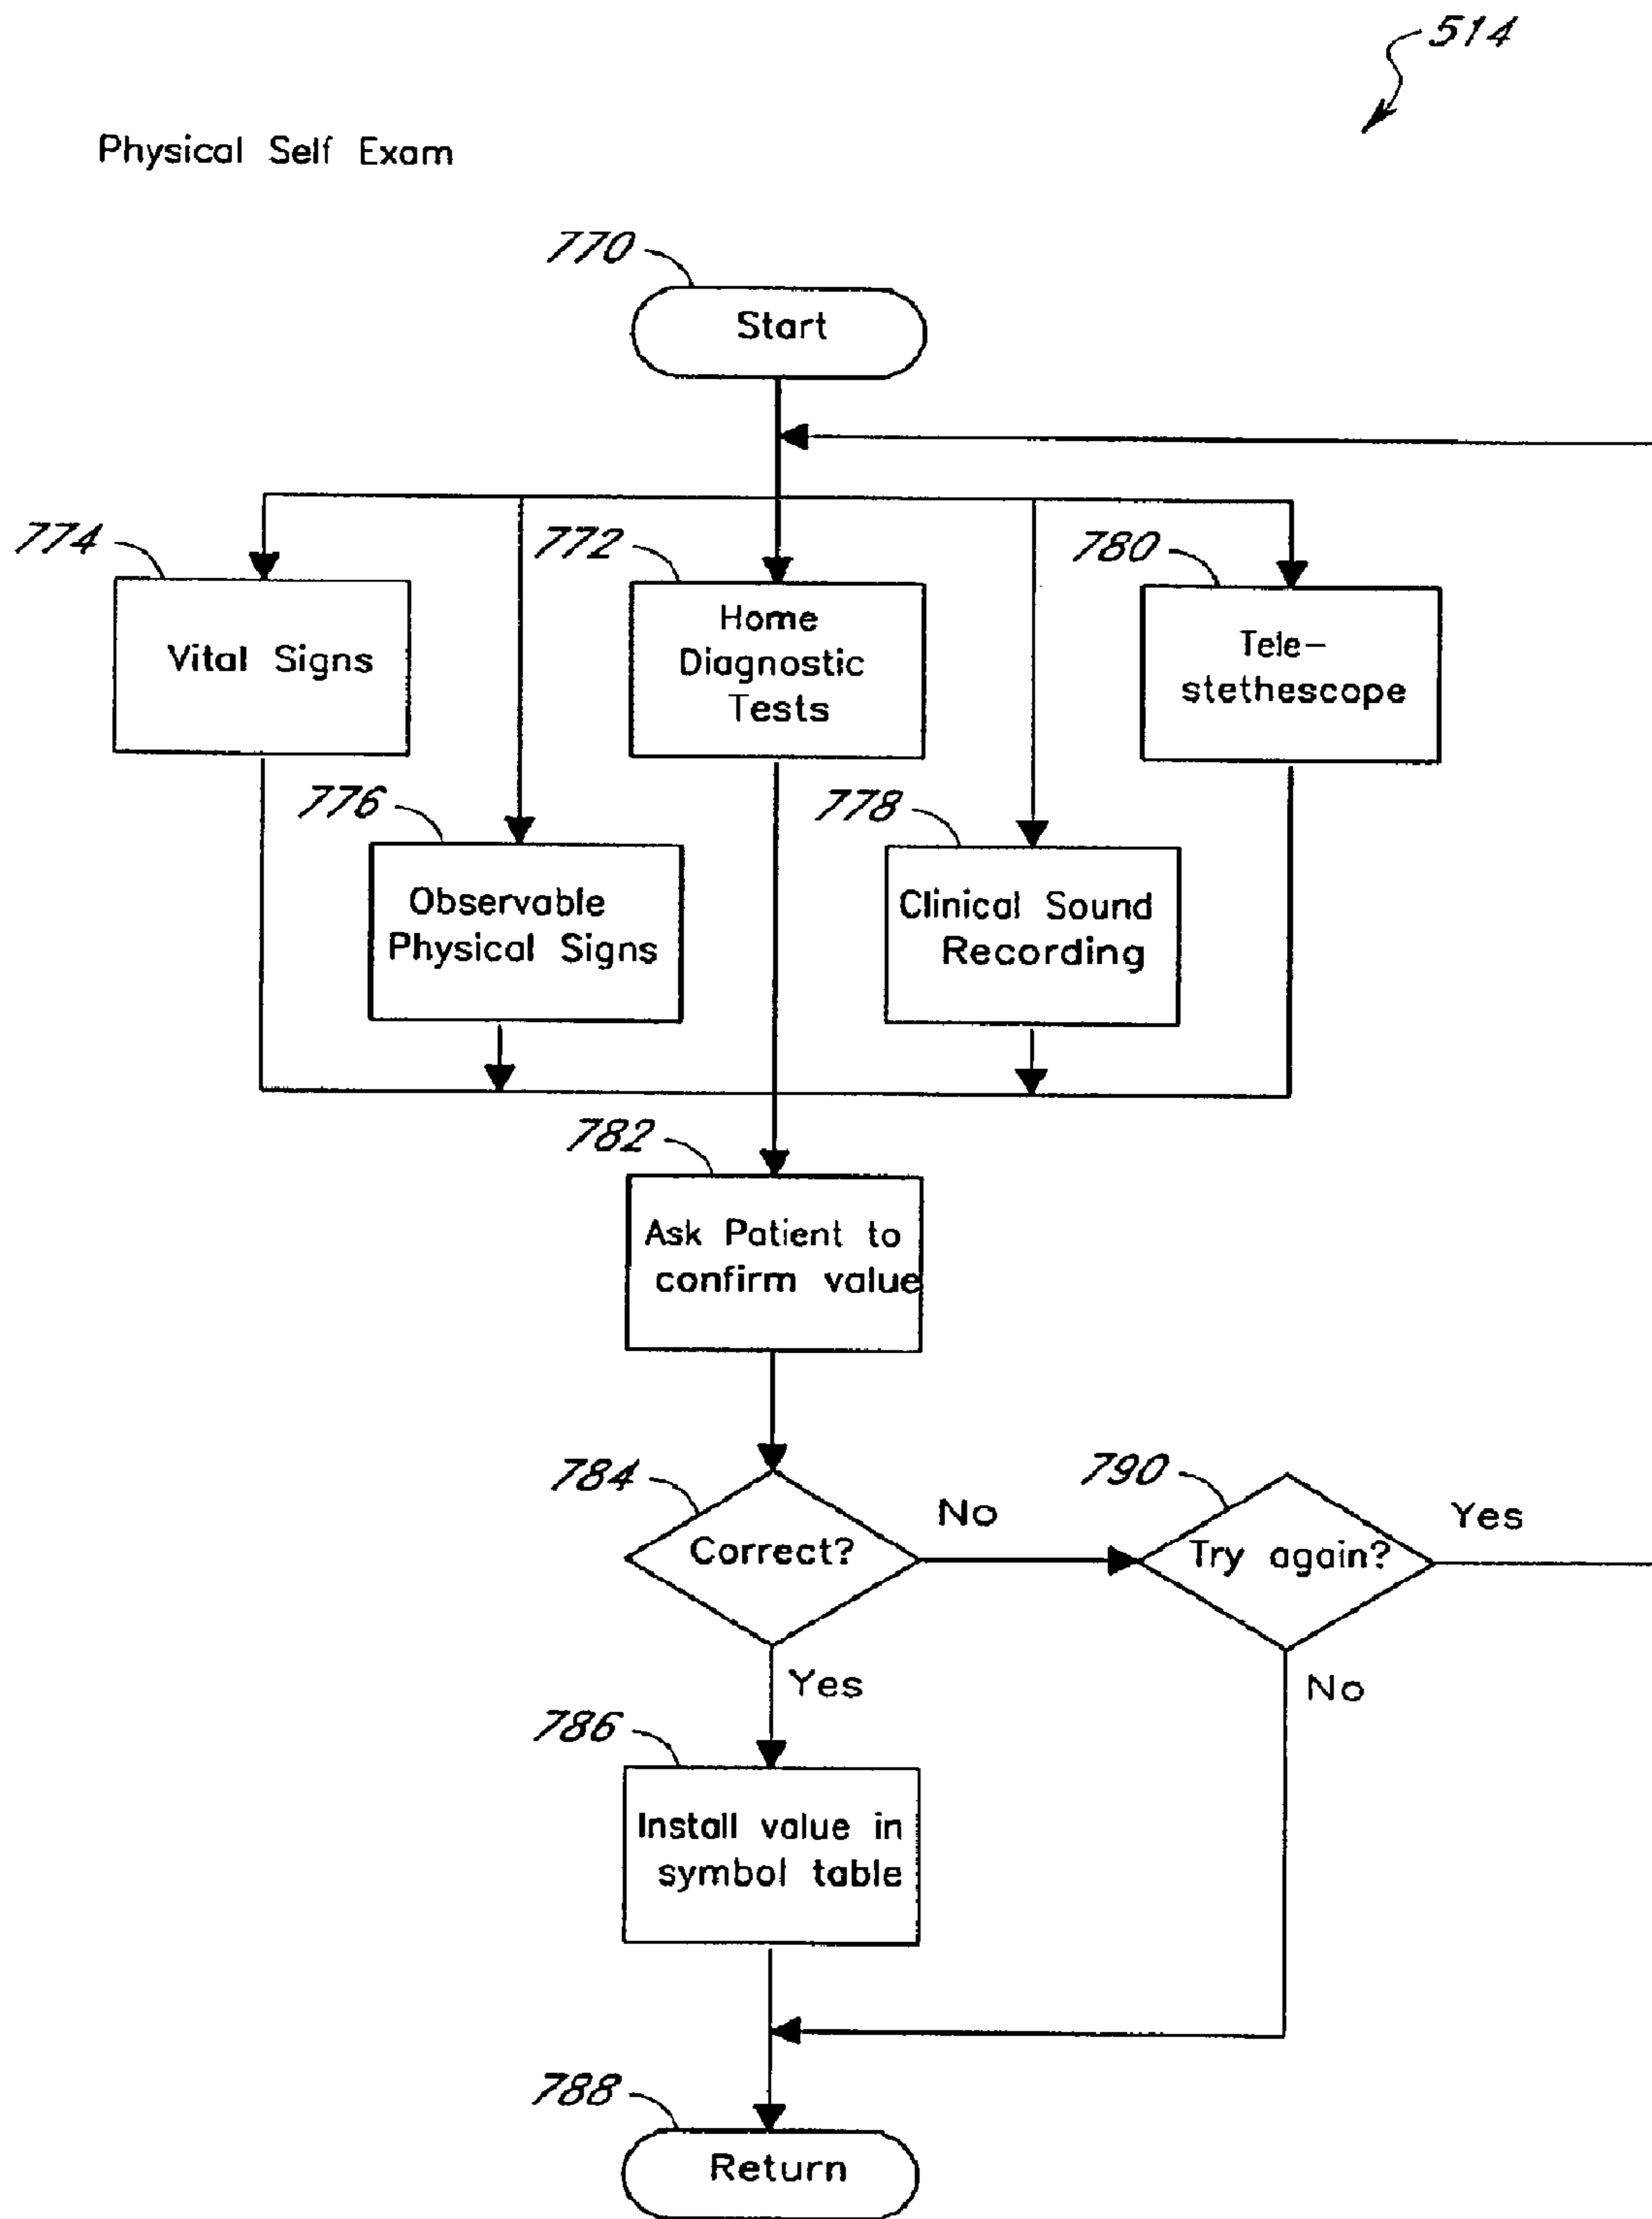 514
Physical Self Exam
770
Start
774
772
780
Vital Signs
Home
Diagnostic
Tests
Tele-
stethescope
776
778
Observable
Physical Signs
Clinical Sound
Recording
782
Ask Patient to
confirm value
784
Correct?
No
790
Try again?
Yes
Yes
No
786
Install value in
symbol table
788
Return